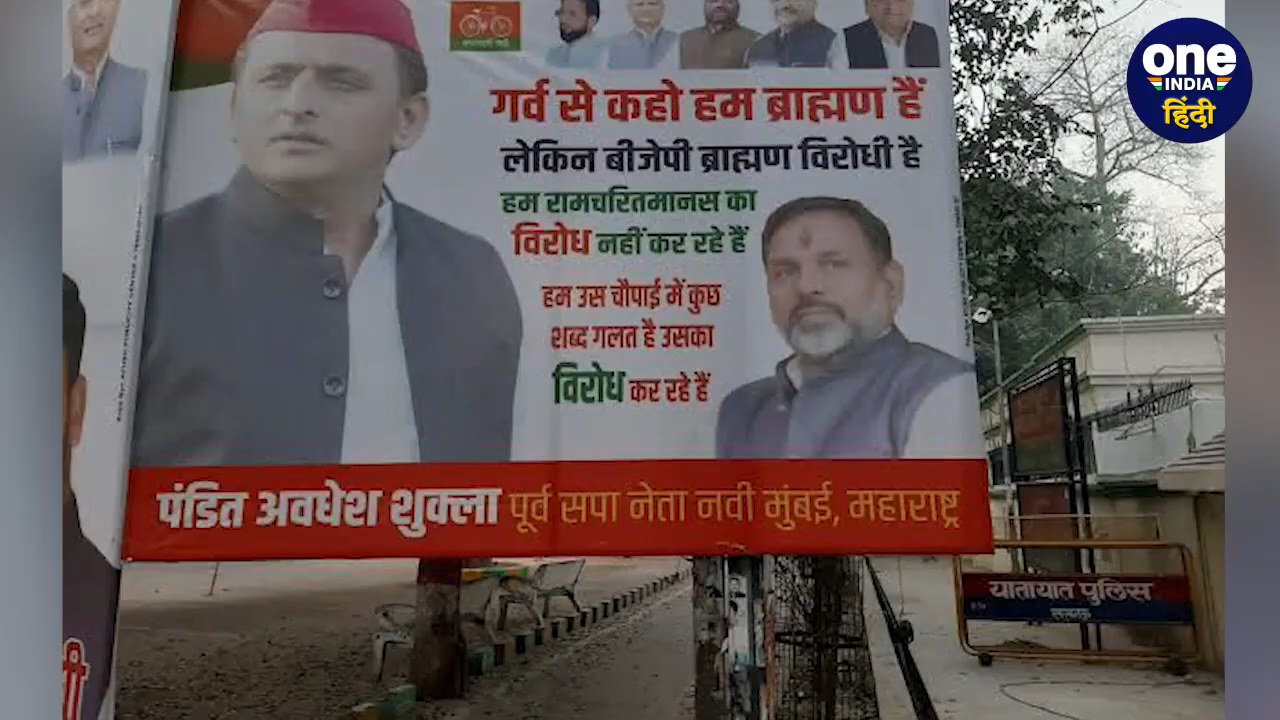 one
INDIA
हिंदी
गर्व से कहो हम ब्राह्मण हैं
लेकिन बीजेपी ब्राह्मण विरोधी है
हम रामचरितमानस का
विरोध नहीं कर रहे हैं
हम उस चौपाई में कुछ
शब्द गलत है उसका
विरोध कर रहे हैं
पंडित अवधेश शुक्ला पूर्व सपा नेता नवी मुंबई, महाराष्ट्र
यातायात पुलिस
लखनऊ